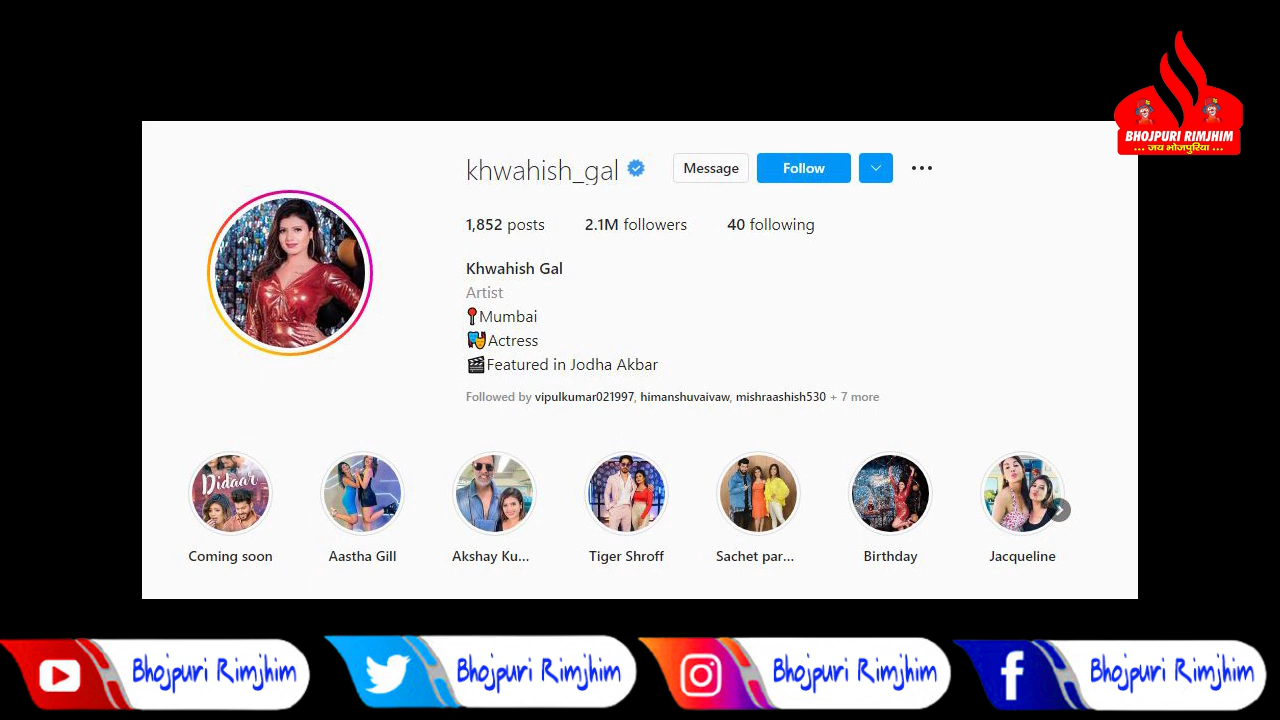 BHOJPURI RIMJHIM
... जय भोजपुरिया ...
khwahish_gal
Message
Follow
1,852 posts
2.1M followers
40 following
Khwahish Gal
Artist
Mumbai
Actress
Featured in Jodha Akbar
Followed by vipulkumar021997, himanshuvaivaw, mishraashish530 + 7 more
Didaar
Coming soon
Aastha Gill
Akshay Ku...
Tiger Shroff
Sachet par...
Birthday
Jacqueline
Bhojpuri Rimjhim
Bhojpuri Rimjhim
Bhojpuri Rimjhim
Bhojpuri Rimjhim